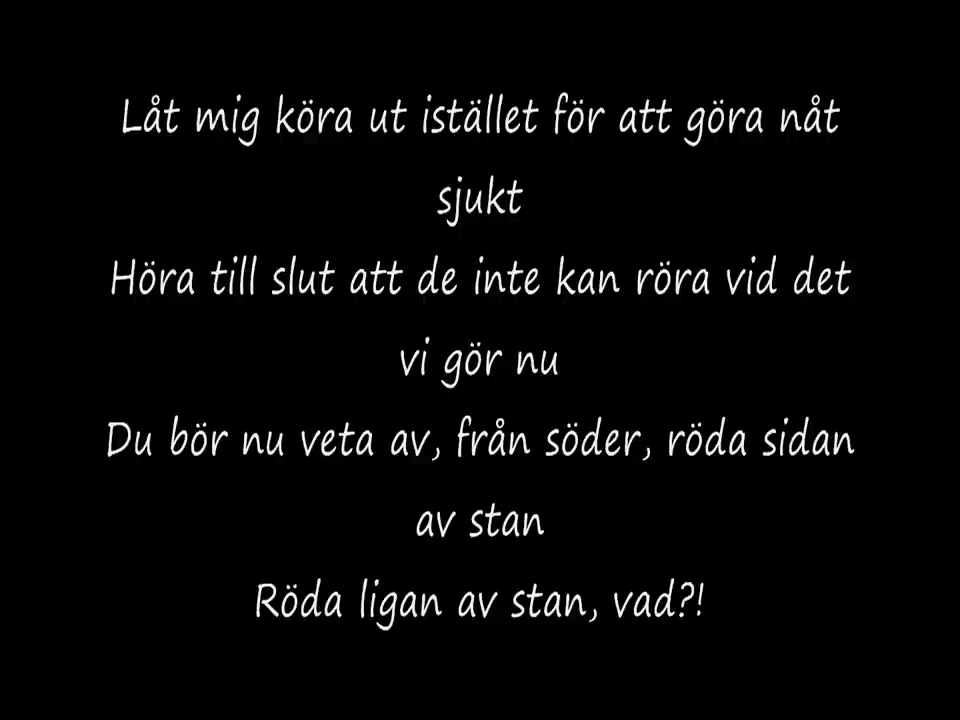 Låt mig köra ut istället för att göra nåt
sjukt
Höra till slut att de inte kan röra vid det
vi gör nu
Du bör nu veta av, från söder, röda sidan
av stan
Röda ligan av stan, vad?!